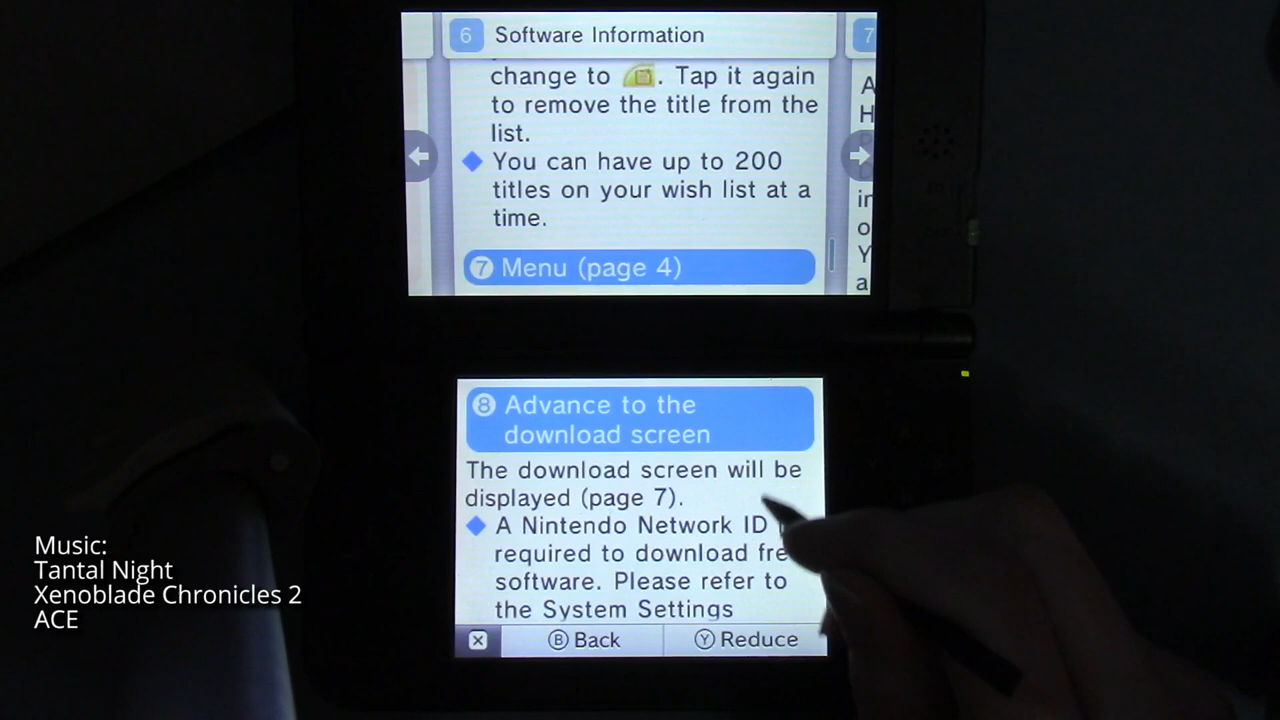 6 Software Information
7
change to . Tap it again
to remove the title from the
list.
You can have up to 200
titles on your wish list at a
time.
7 Menu (page 4)
A
H
in
o
Y
a
8 Advance to the
download screen
The download screen will be
displayed (page 7).
A Nintendo Network ID
required to download
software. Please refer to
the System Settings
B Back
Y Reduce
Music:
Tantal Night
Xenoblade Chronicles 2
ACE